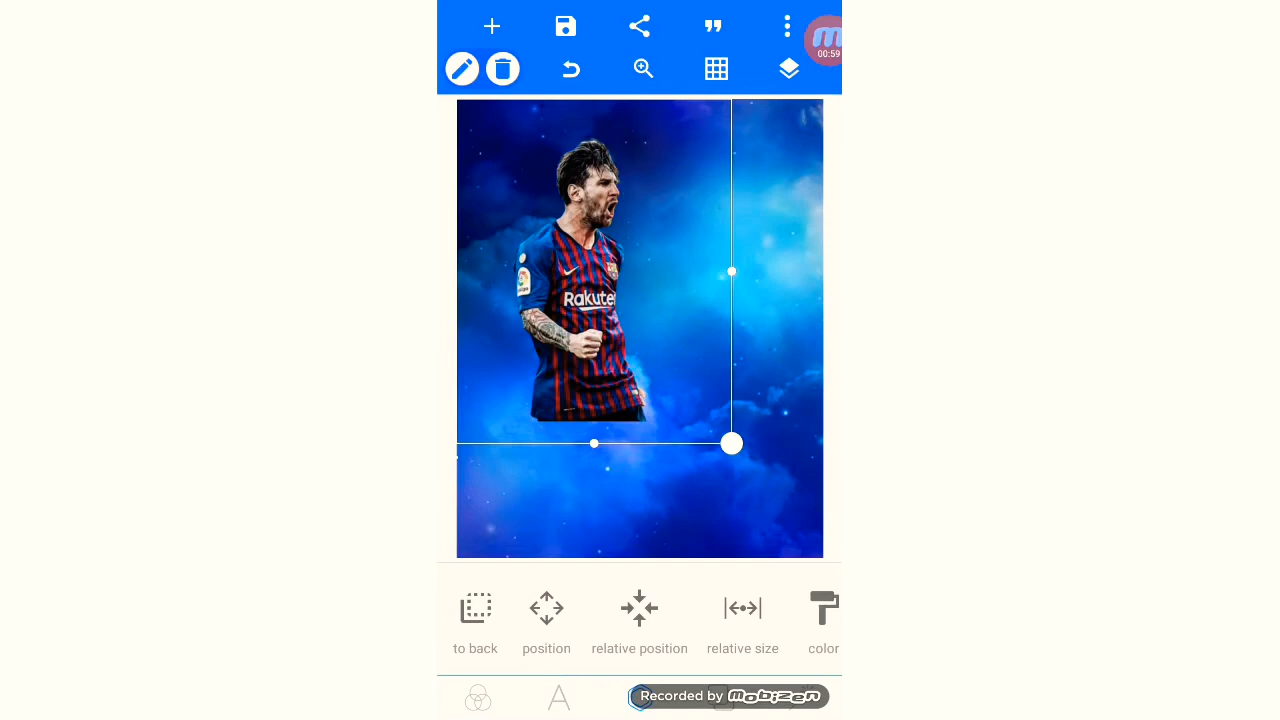 00:59
Rakuten
to back
position
relative position
relative size
color
Recorded by mobizen